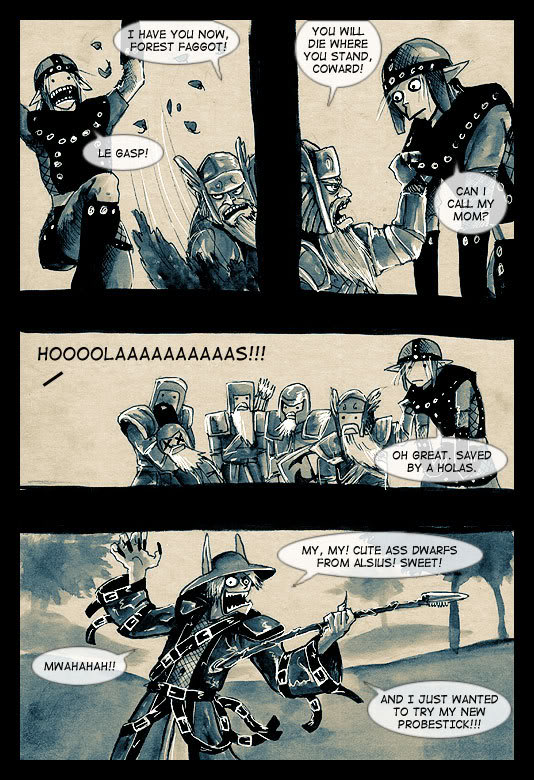 I HAVE YOU NOW,
FOREST FAGGOT!
LE GASP!
YOU WILL
DIE WHERE
YOU STAND,
COWARD!
CAN I
CALL MY
MOM?
HOOOOLAAAAAAAAAAS!!!
OH GREAT. SAVED
BY A HOLAS.
MY, MY! CUTE ASS DWARFS
FROM ALSIUS! SWEET!
MWAHAHAH!!
AND I JUST WANTED
TO TRY MY NEW
PROBESTICK!!!